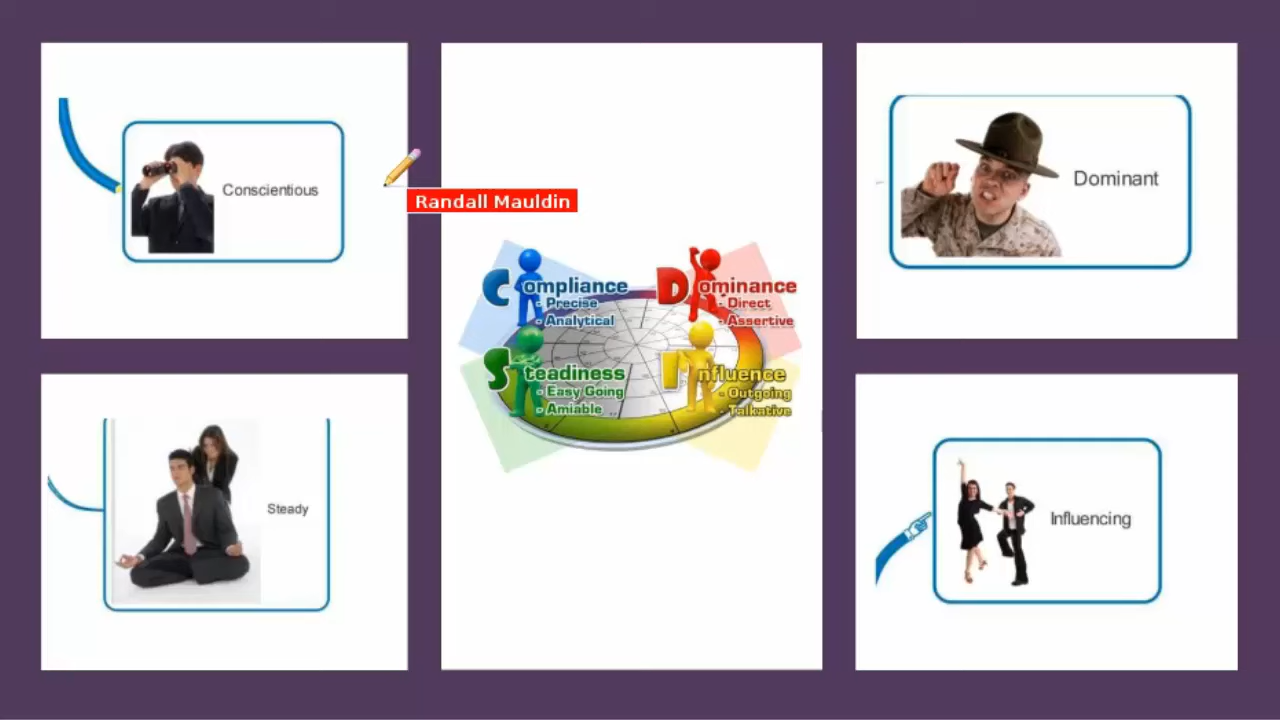 Conscientious
Randall Mauldin
Dominant
Compliance
- Precise
- Analytical
Dominance
- Direct
- Assertive
Steadiness
- Easy Going
- Amiable
Influence
- Outgoing
- Talkative
Steady
Influencing